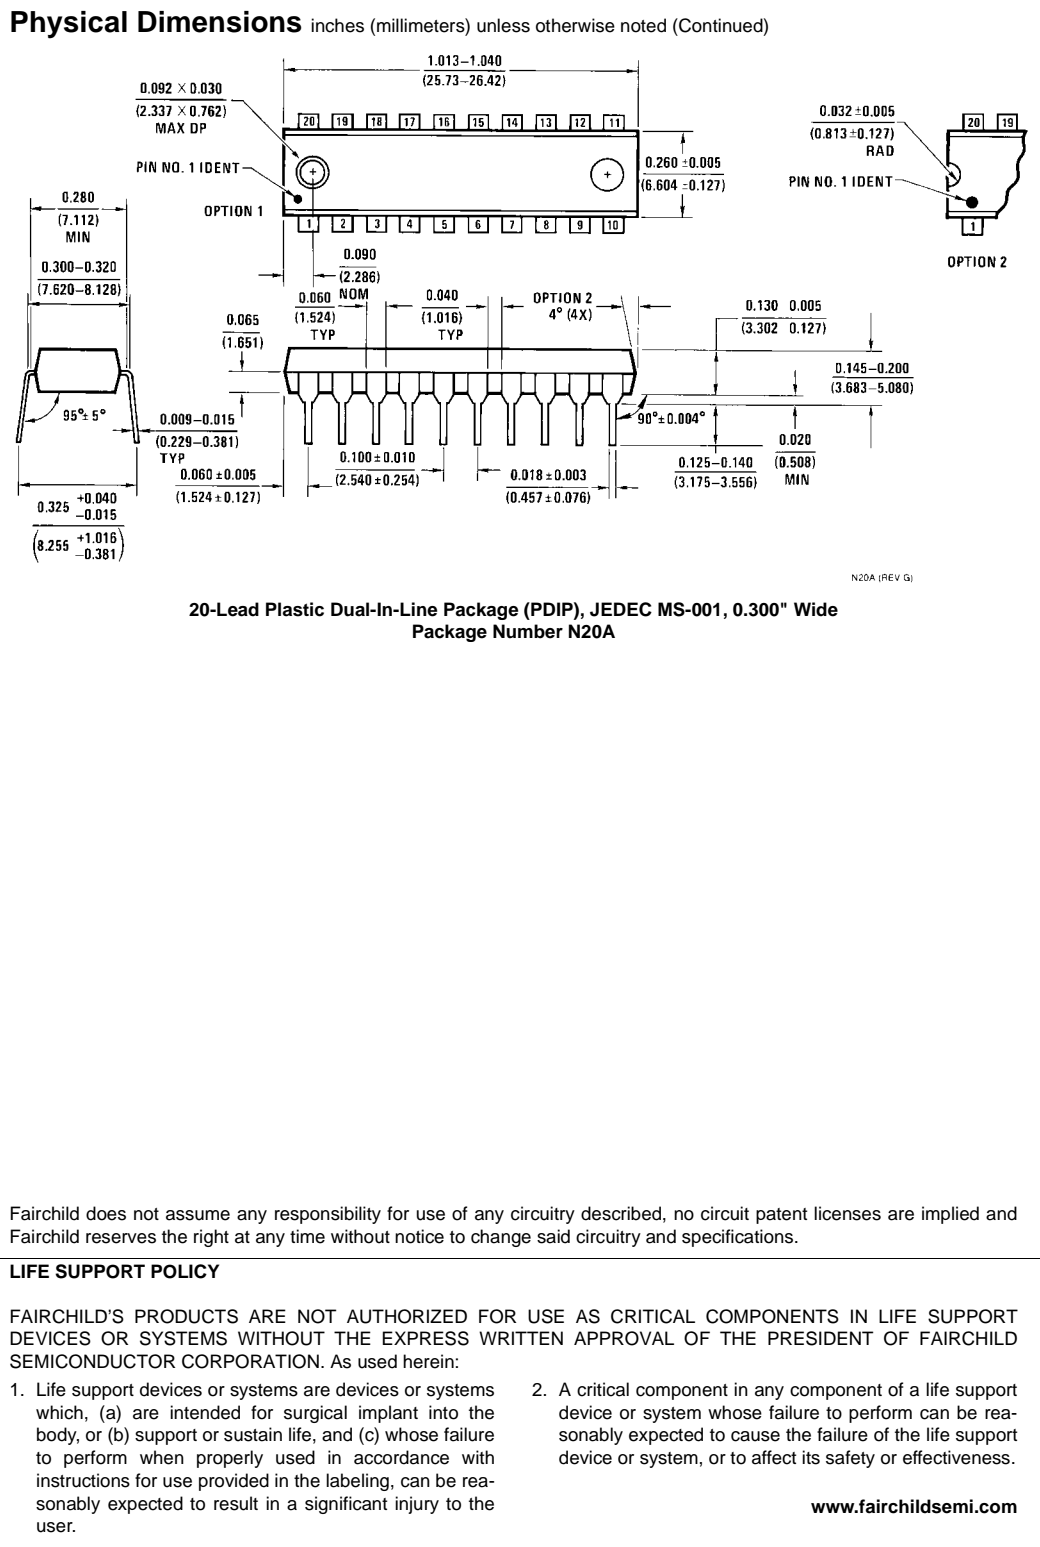 Physical Dimensions inches (millimeters) unless otherwise noted (Continued)
1.013–1.040
(25.73–26.42)
0.092 × 0.030
(2.337 × 0.762)
MAX DP
PIN NO. 1 IDENT
OPTION 1
20 19 18 17 16 15 14 13 12 11
1 2 3 4 5 6 7 8 9 10
0.260 ±0.005
(6.604 ±0.127)
0.032 ±0.005
(0.813 ±0.127)
RAD
PIN NO. 1 IDENT
20 19
1
OPTION 2
0.280
(7.112)
MIN
0.300–0.320
(7.620–8.128)
0.090
(2.286)
NOM
0.060
(1.524)
TYP
0.040
(1.016)
TYP
OPTION 2
4° (4X)
0.065
(1.651)
0.130 0.005
(3.302 0.127)
0.145–0.200
(3.683–5.080)
95°± 5°
0.009–0.015
(0.229–0.381)
TYP
90°±0.004°
0.020
(0.508)
MIN
0.060 ±0.005
(1.524 ±0.127)
0.100 ±0.010
(2.540 ±0.254)
0.018 ±0.003
(0.457 ±0.076)
0.125–0.140
(3.175–3.556)
0.325 +0.040
–0.015
(8.255 +1.016
–0.381)
N20A (REV G)
20-Lead Plastic Dual-In-Line Package (PDIP), JEDEC MS-001, 0.300" Wide
Package Number N20A
Fairchild does not assume any responsibility for use of any circuitry described, no circuit patent licenses are implied and
Fairchild reserves the right at any time without notice to change said circuitry and specifications.
LIFE SUPPORT POLICY
FAIRCHILD'S PRODUCTS ARE NOT AUTHORIZED FOR USE AS CRITICAL COMPONENTS IN LIFE SUPPORT
DEVICES OR SYSTEMS WITHOUT THE EXPRESS WRITTEN APPROVAL OF THE PRESIDENT OF FAIRCHILD
SEMICONDUCTOR CORPORATION. As used herein:
1. Life support devices or systems are devices or systems
which, (a) are intended for surgical implant into the
body, or (b) support or sustain life, and (c) whose failure
to perform when properly used in accordance with
instructions for use provided in the labeling, can be rea-
sonably expected to result in a significant injury to the
user.
2. A critical component in any component of a life support
device or system whose failure to perform can be rea-
sonably expected to cause the failure of the life support
device or system, or to affect its safety or effectiveness.
www.fairchildsemi.com